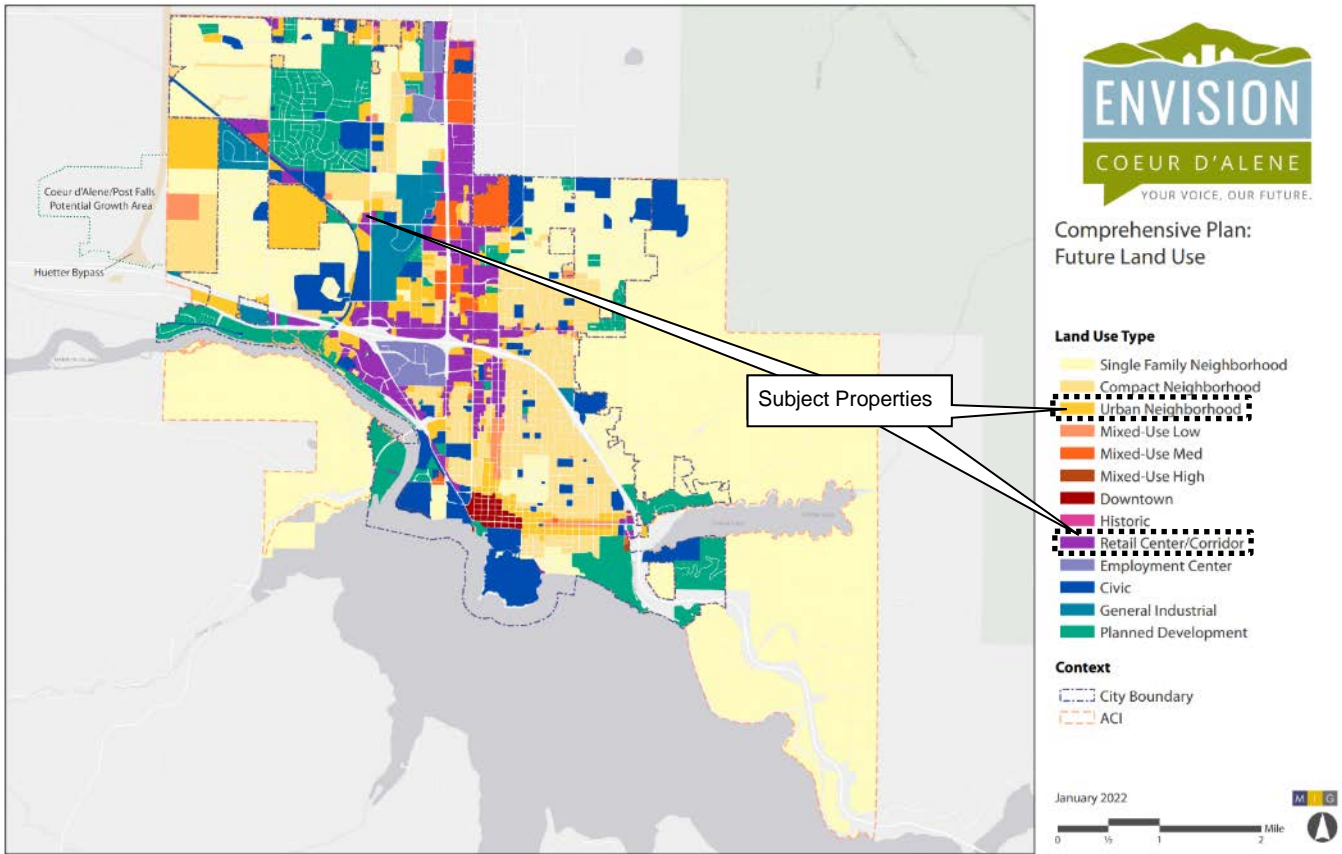 Coeur d'Alene/Post Falls
Potential Growth Area
Huetter Bypass
Subject Properties
ENVISION
COEUR D'ALENE
YOUR VOICE, OUR FUTURE.
Comprehensive Plan:
Future Land Use
Land Use Type
Single Family Neighborhood
Compact Neighborhood
Urban Neighborhood
Mixed-Use Low
Mixed-Use Med
Mixed-Use High
Downtown
Historic
Retail Center/Corridor
Employment Center
Civic
General Industrial
Planned Development
Context
City Boundary
ACI
January 2022
M I G
0 ½ 1 2 Mile